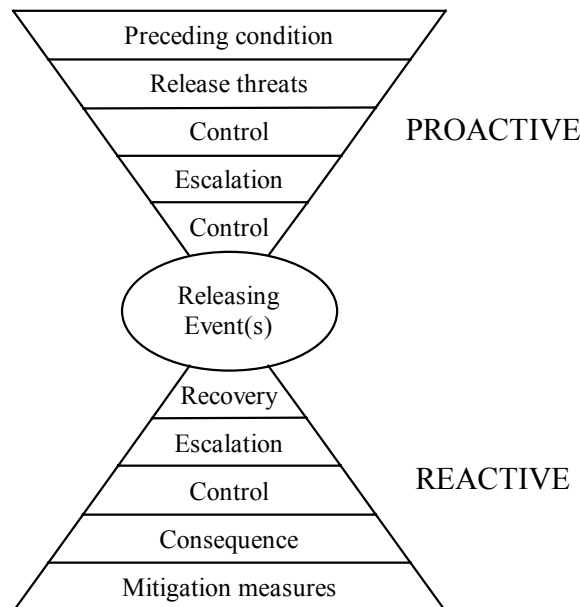 Preceding condition
Release threats
Control
PROACTIVE
Escalation
Control
Releasing
Event(s)
Recovery
Escalation
REACTIVE
Control
Consequence
Mitigation measures